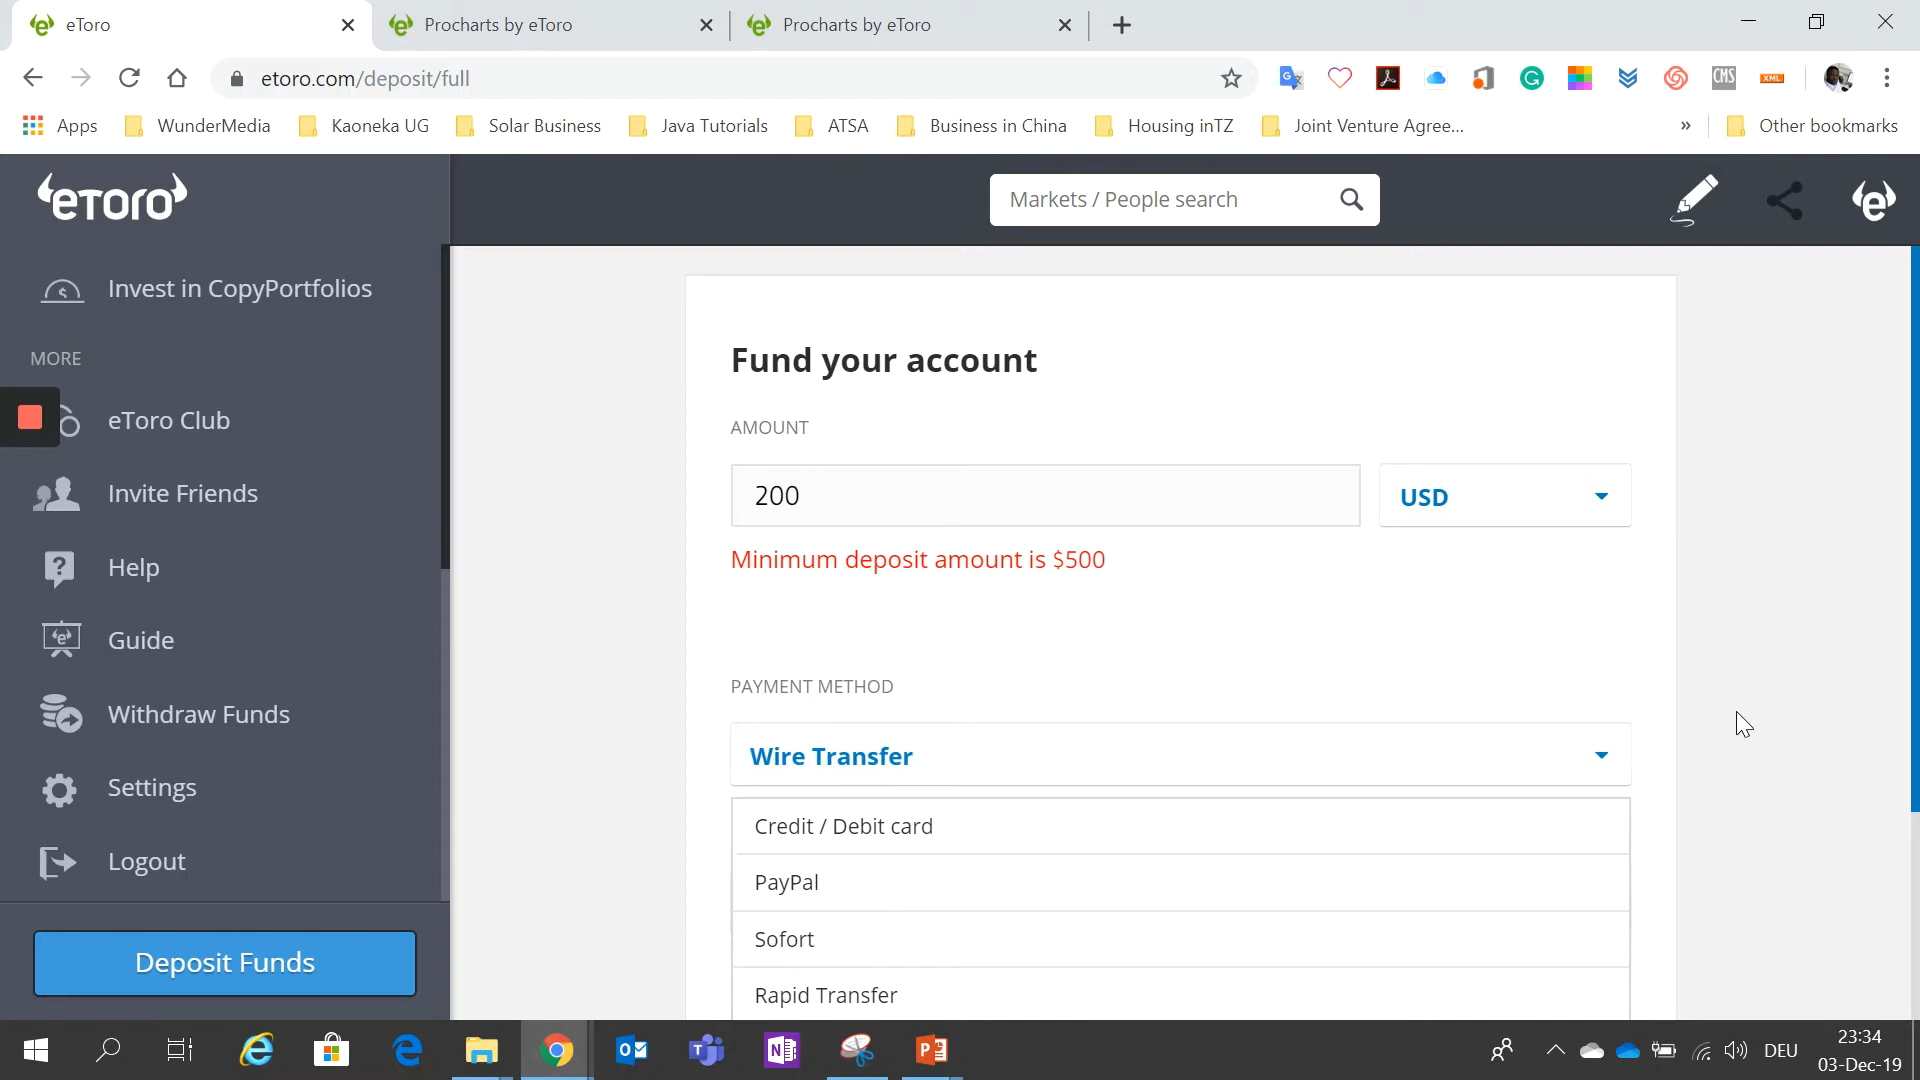 eToro
Procharts by eToro
Procharts by eToro
etoro.com/deposit/full
CMS
XML
Apps
WunderMedia
Kaoneka UG
Solar Business
Java Tutorials
ATSA
Business in China
Housing inTZ
Joint Venture Agree...
»
Other bookmarks
eTORO
Markets / People search
Invest in CopyPortfolios
MORE
eToro Club
Invite Friends
Help
Guide
Withdraw Funds
Settings
Logout
Deposit Funds
Fund your account
AMOUNT
200
USD
Minimum deposit amount is $500
PAYMENT METHOD
Wire Transfer
Credit / Debit card
PayPal
Sofort
Rapid Transfer
DEU
23:34
03-Dec-19